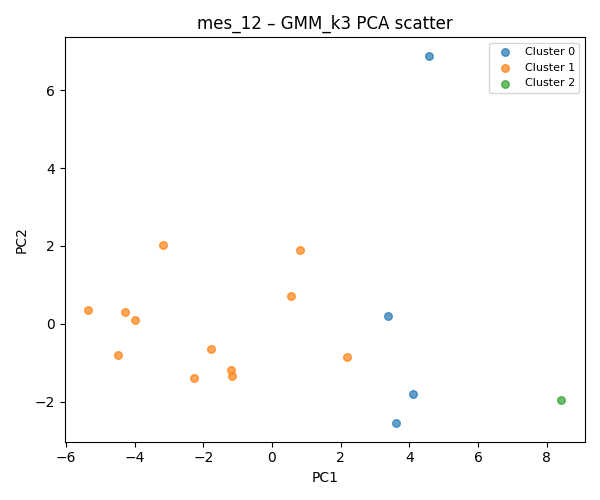 mes_12 – GMM_k3 PCA scatter
Cluster 0
Cluster 1
Cluster 2
PC2
6
4
2
0
−2
−6 −4 −2 0 2 4 6 8
PC1